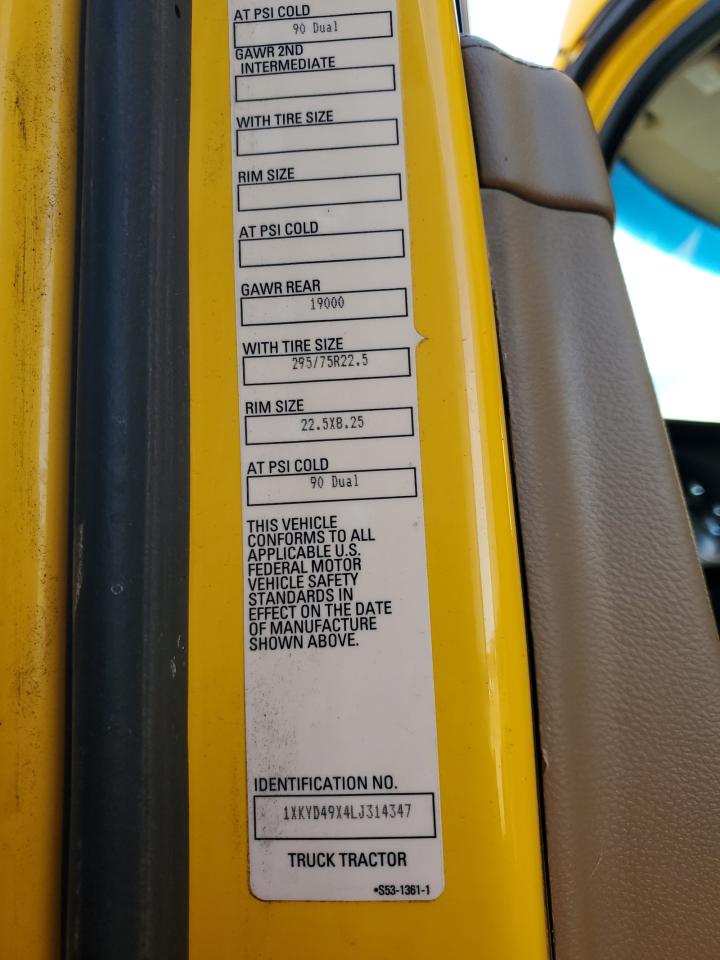 AT PSI COLD
90 Dual
GAWR 2ND
INTERMEDIATE
WITH TIRE SIZE
RIM SIZE
AT PSI COLD
GAWR REAR
19000
WITH TIRE SIZE
295/75R22.5
RIM SIZE
22.5X8.25
AT PSI COLD
90 Dual
THIS VEHICLE
CONFORMS TO ALL
APPLICABLE U.S.
FEDERAL MOTOR
VEHICLE SAFETY
STANDARDS IN
EFFECT ON THE DATE
OF MANUFACTURE
SHOWN ABOVE.
IDENTIFICATION NO.
1XKYD49X4LJ314347
TRUCK TRACTOR
•S53-1361-1